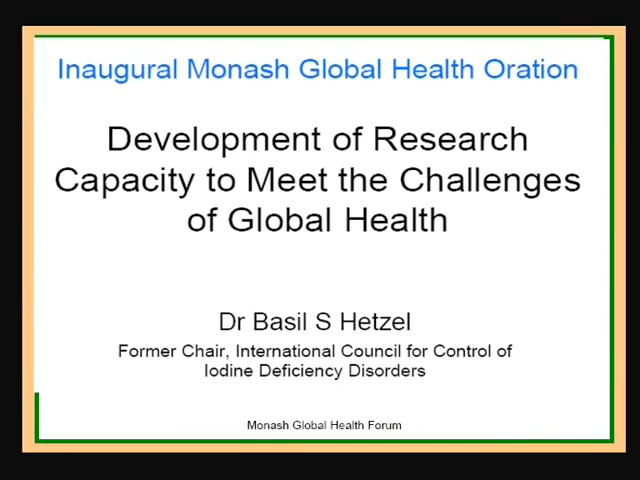 Inaugural Monash Global Health Oration
Development of Research
Capacity to Meet the Challenges
of Global Health
Dr Basil S Hetzel
Former Chair, International Council for Control of
Iodine Deficiency Disorders
Monash Global Health Forum